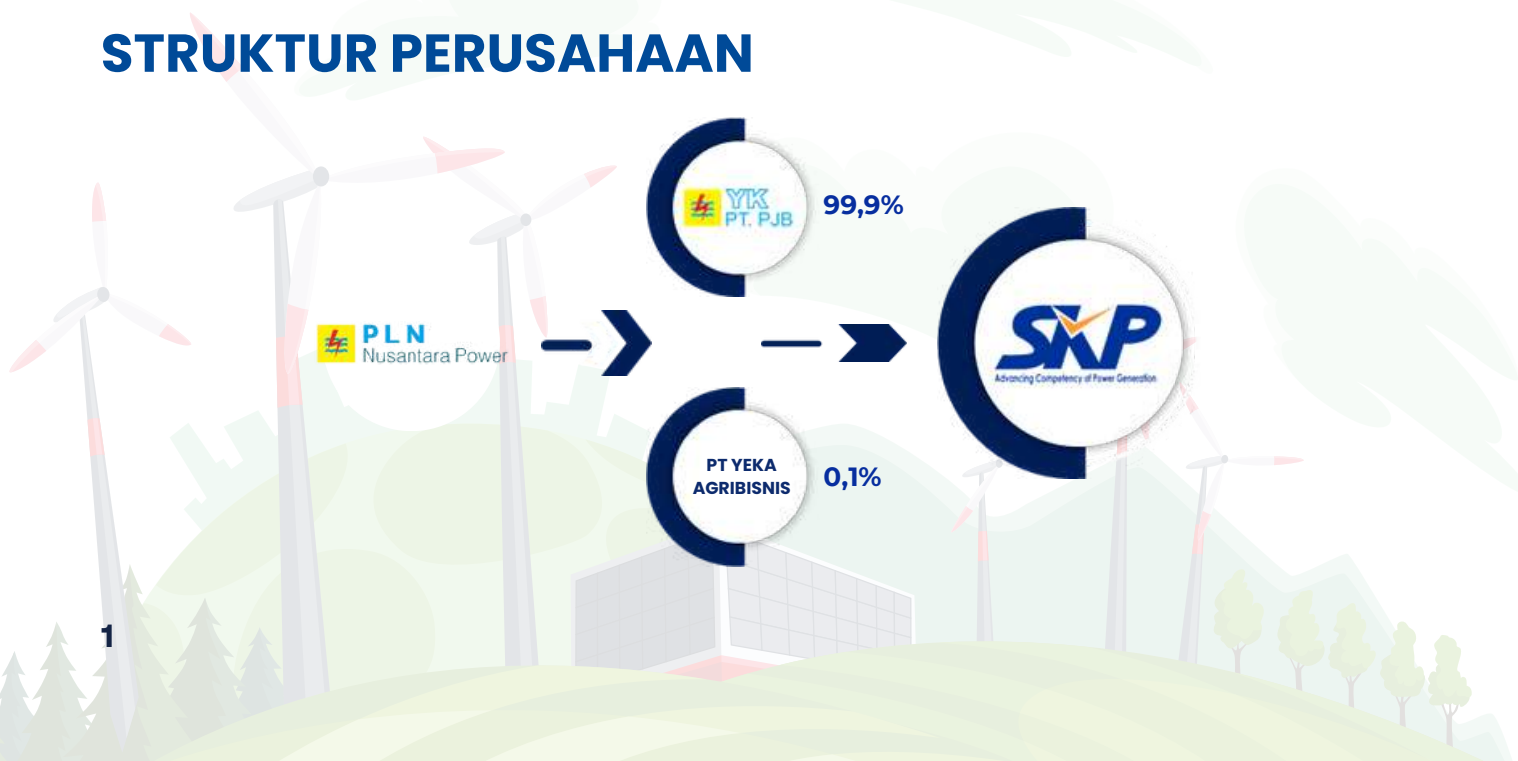 STRUKTUR PERUSAHAAN
YK
PT. PJB
99,9%
PLN
Nusantara Power
SKP
Advancing Competency of Power Generation
PT YEKA
AGRIBISNIS
0,1%
1